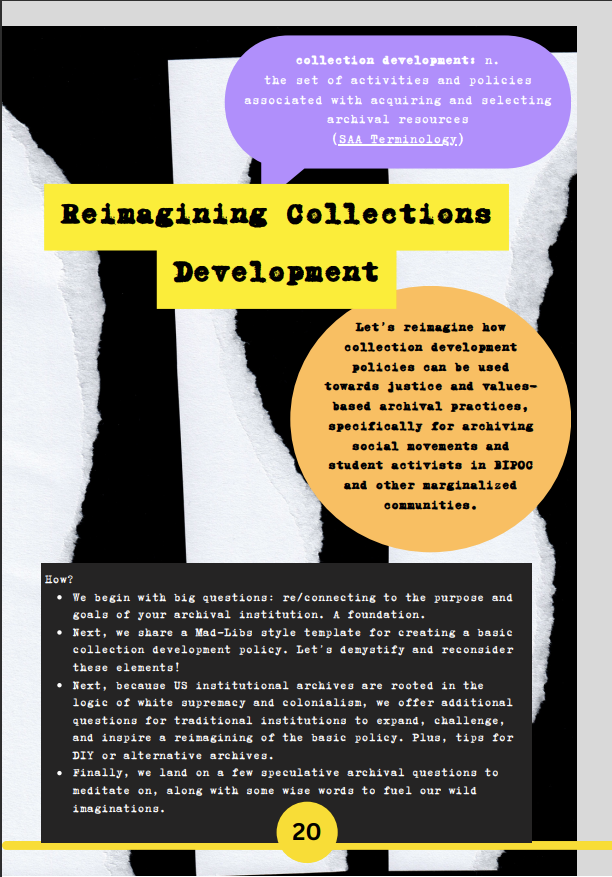 collection development: n.
the set of activities and policies
associated with acquiring and selecting
archival resources
(SAA Terminology)
Reimagining Collections
Development
Let's reimagine how
collection development
policies can be used
towards justice and values-
based archival practices,
specifically for archiving
social movements and
student activists in BIPOC
and other marginalized
communities.
How?
• We begin with big questions: re/connecting to the purpose and
goals of your archival institution. A foundation.
• Next, we share a Mad-Libs style template for creating a basic
collection development policy. Let's demystify and reconsider
these elements!
• Next, because US institutional archives are rooted in the
logic of white supremacy and colonialism, we offer additional
questions for traditional institutions to expand, challenge,
and inspire a reimagining of the basic policy. Plus, tips for
DIY or alternative archives.
• Finally, we land on a few speculative archival questions to
meditate on, along with some wise words to fuel our wild
imaginations.
20